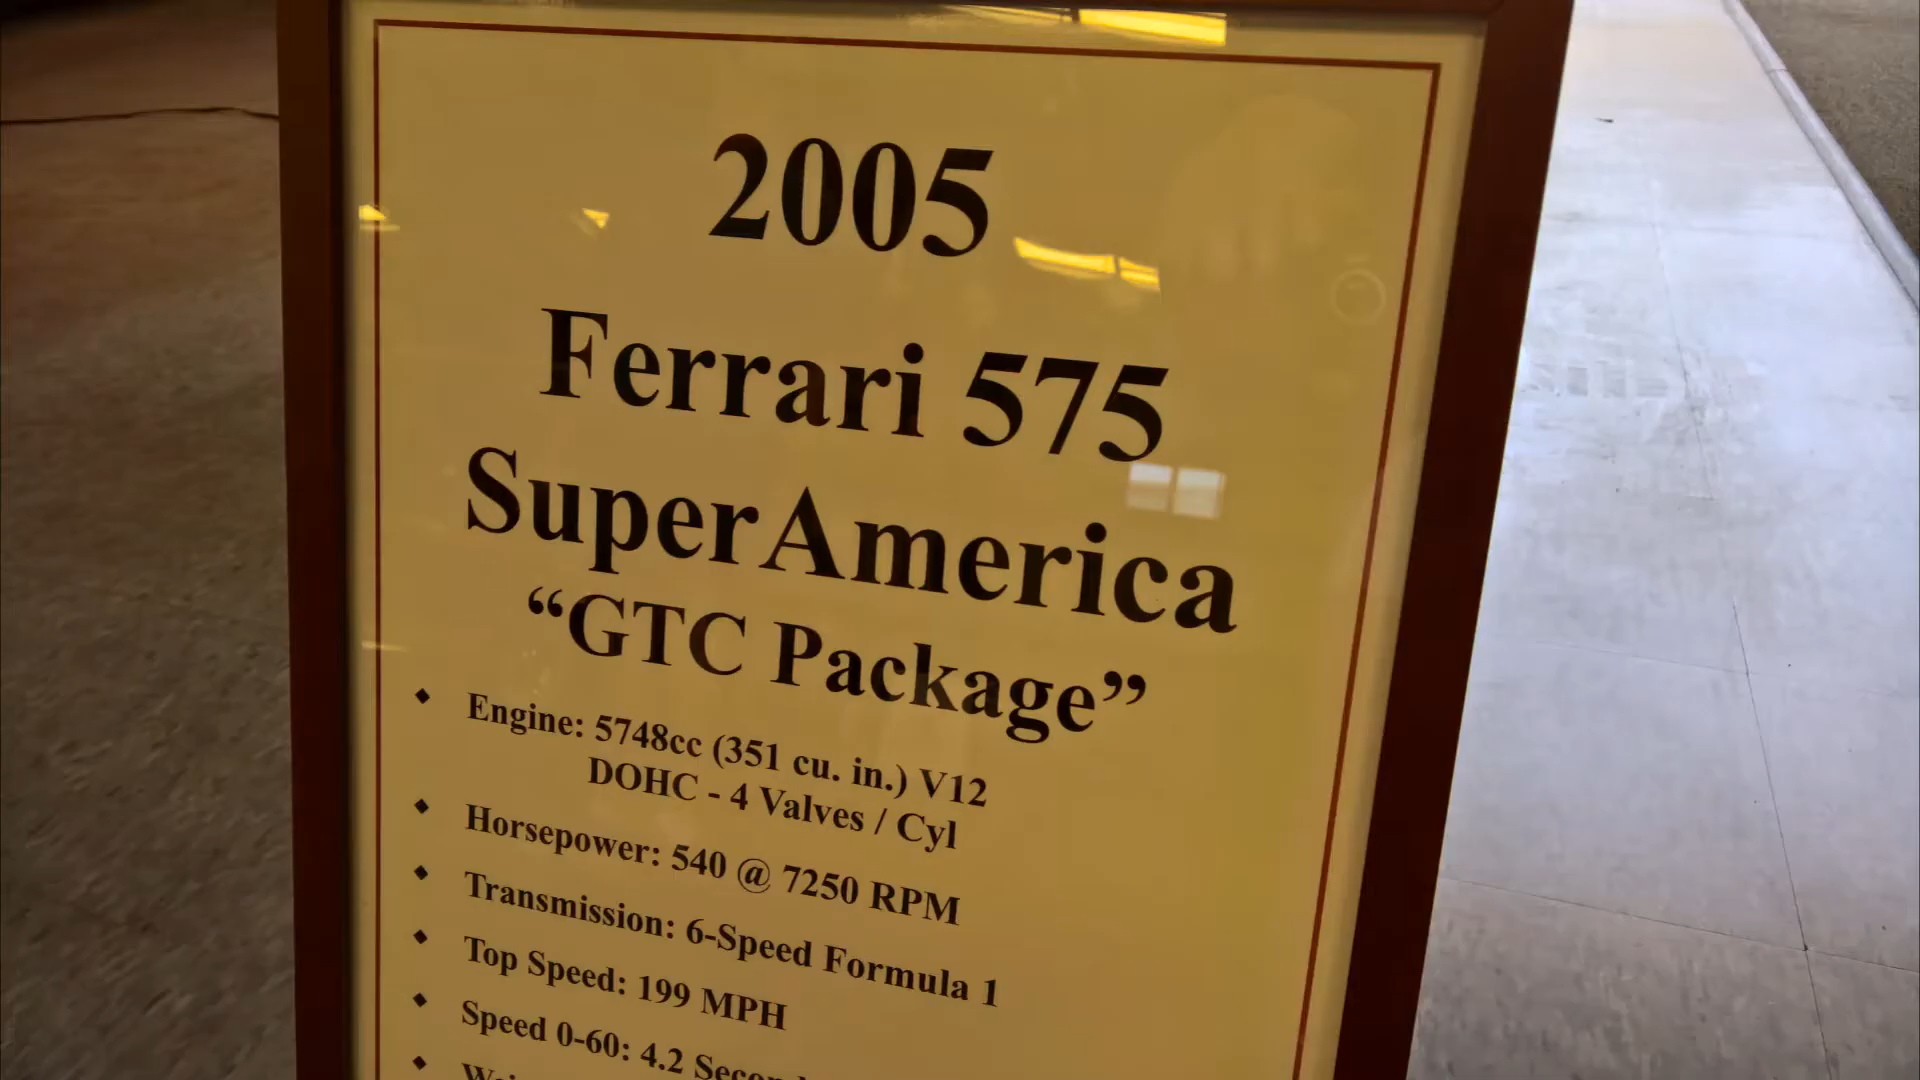 2005
Ferrari 575
SuperAmerica
“GTC Package”
◆ Engine: 5748cc (351 cu. in.) V12
DOHC - 4 Valves / Cyl
◆ Horsepower: 540 @ 7250 RPM
◆ Transmission: 6-Speed Formula 1
◆ Top Speed: 199 MPH
◆ Speed 0-60: 4.2